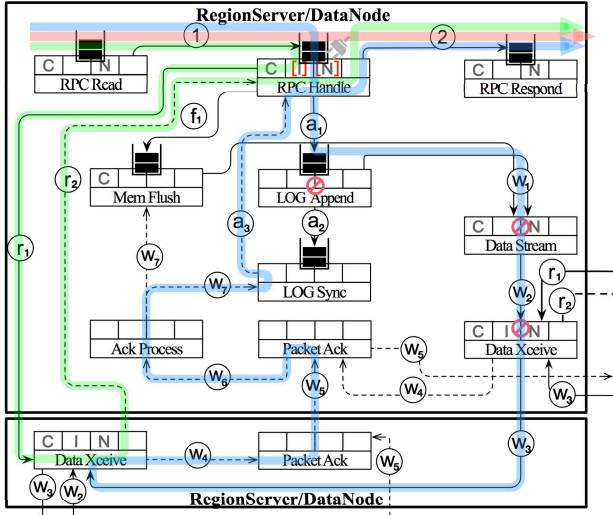 RegionServer/DataNode
1
2
C N
RPC Read
C [I] [N]
RPC Handle
C N
RPC Respond
f1
a1
r2
C
Mem Flush
LOG Append
w1
a3
a2
C N
Data Stream
r1
w7
w7
LOG Sync
w2
r1
r2
Ack Process
Packet Ack
w5
C I N
Data Xceive
w6
w5
w4
w3
C I N
Data Xceive
w4
Packet Ack
w5
w3
w3
w2
RegionServer/DataNode